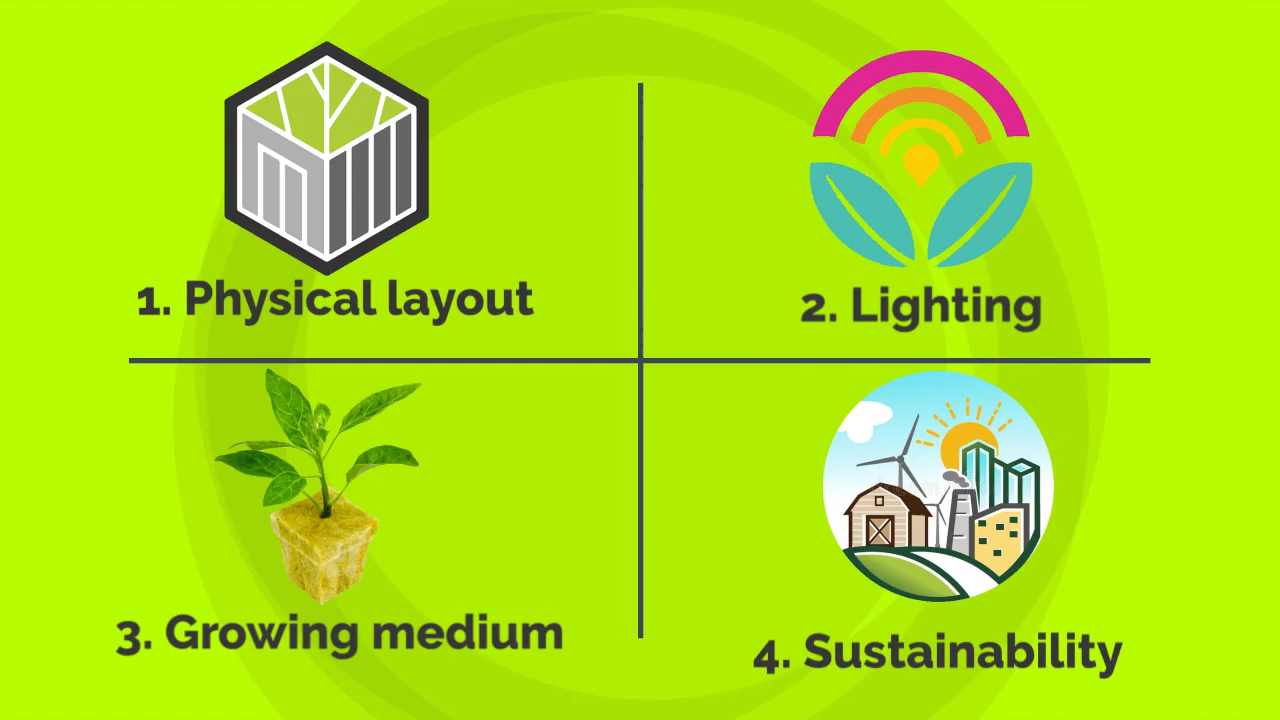 1. Physical layout
2. Lighting
3. Growing medium
4. Sustainability